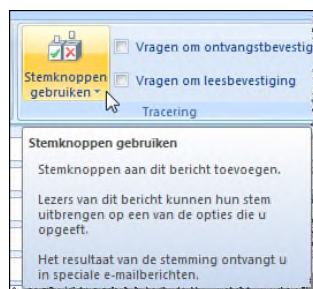 Vragen om ontvangstbevestig
Stemknoppen
gebruiken
Vragen om leesbevestiging
Tracering
Stemknoppen gebruiken
Stemknoppen aan dit bericht toevoegen.
Lezers van dit bericht kunnen hun stem
uitbrengen op een van de opties die u
opgeeft.
Het resultaat van de stemming ontvangt u
in speciale e-mailberichten.